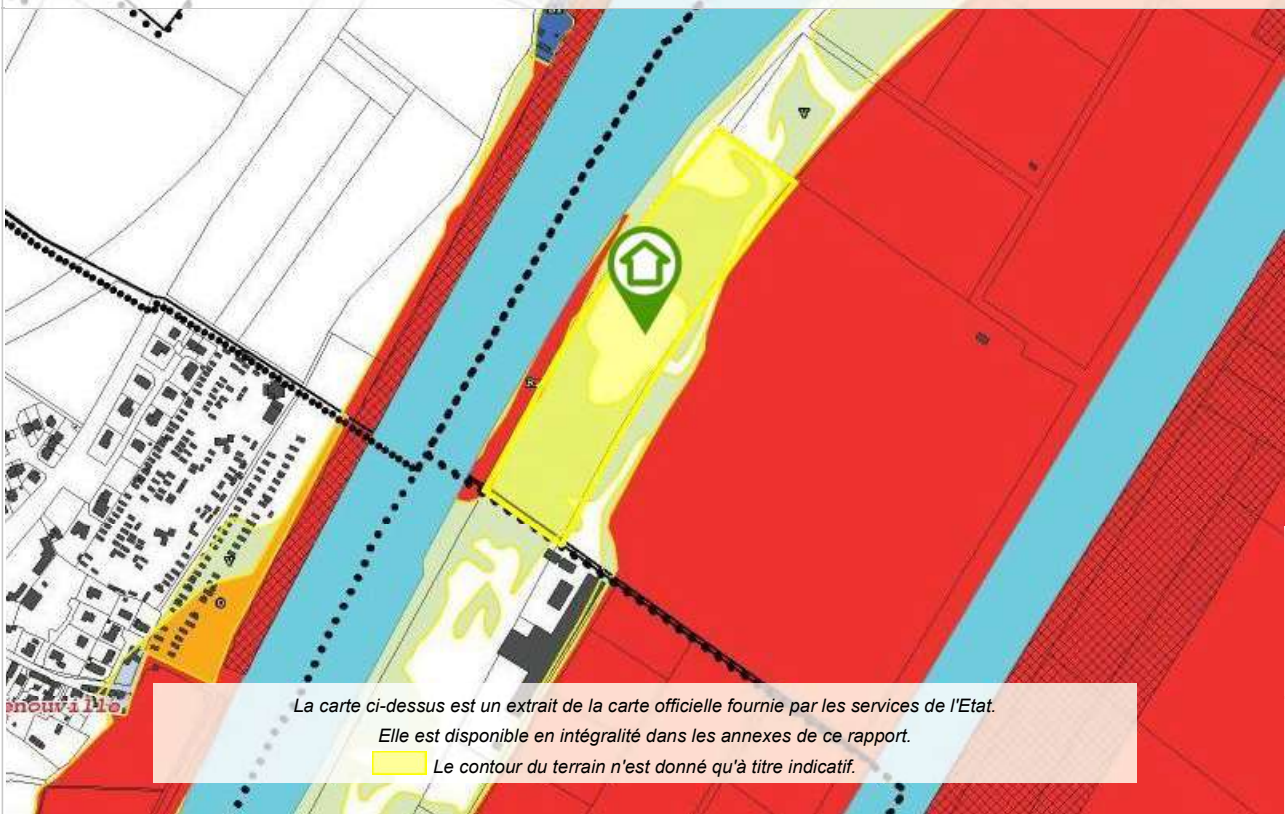 R
O
La carte ci-dessus est un extrait de la carte officielle fournie par les services de l'Etat.
Elle est disponible en intégralité dans les annexes de ce rapport.
Le contour du terrain n'est donné qu'à titre indicatif.